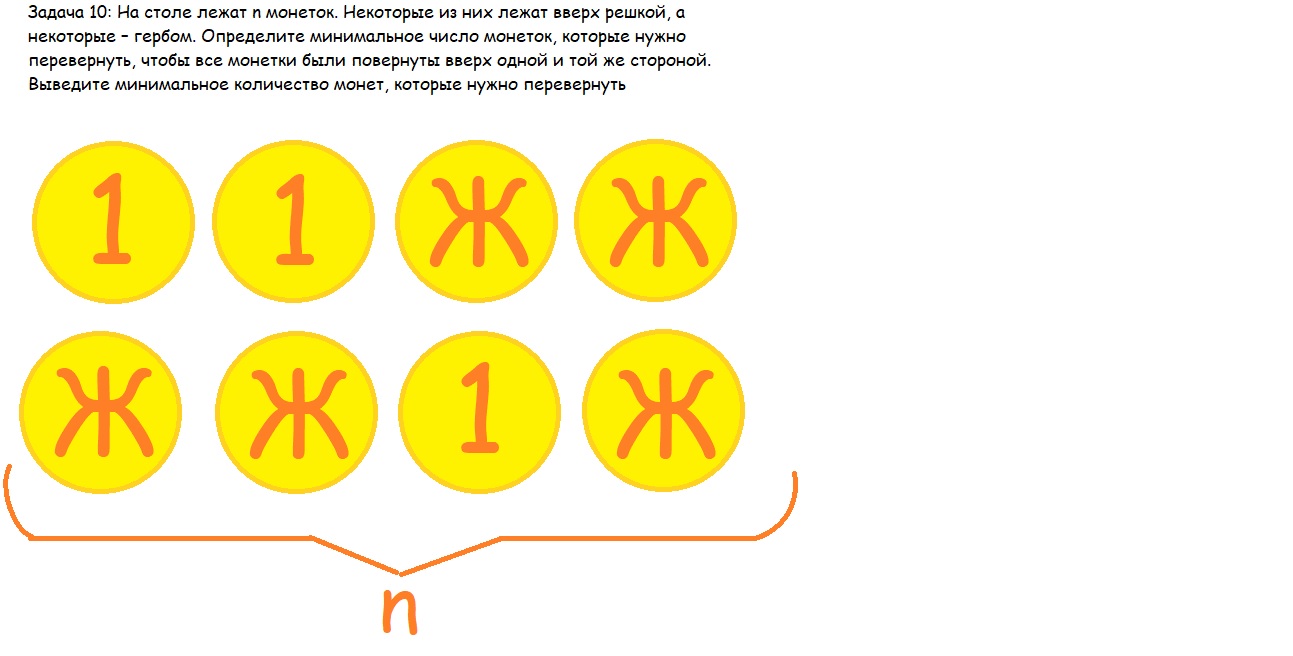 Задача 10: На столе лежат n монеток. Некоторые из них лежат вверх решкой, а
некоторые – гербом. Определите минимальное число монеток, которые нужно
перевернуть, чтобы все монетки были повернуты вверх одной и той же стороной.
Выведите минимальное количество монет, которые нужно перевернуть
1 1 Ж Ж
Ж Ж 1 Ж
n